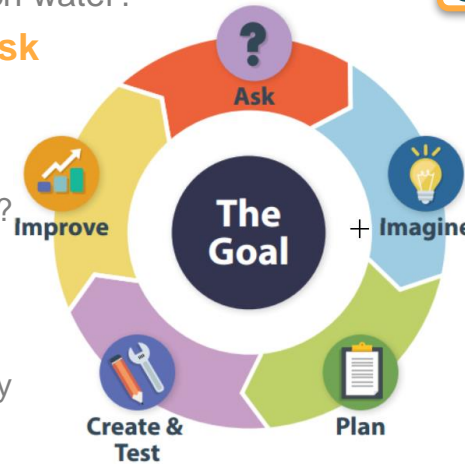 on water?
sk
?
Ask
Improve
The
Goal
Imagine
y
Create &
Test
Plan